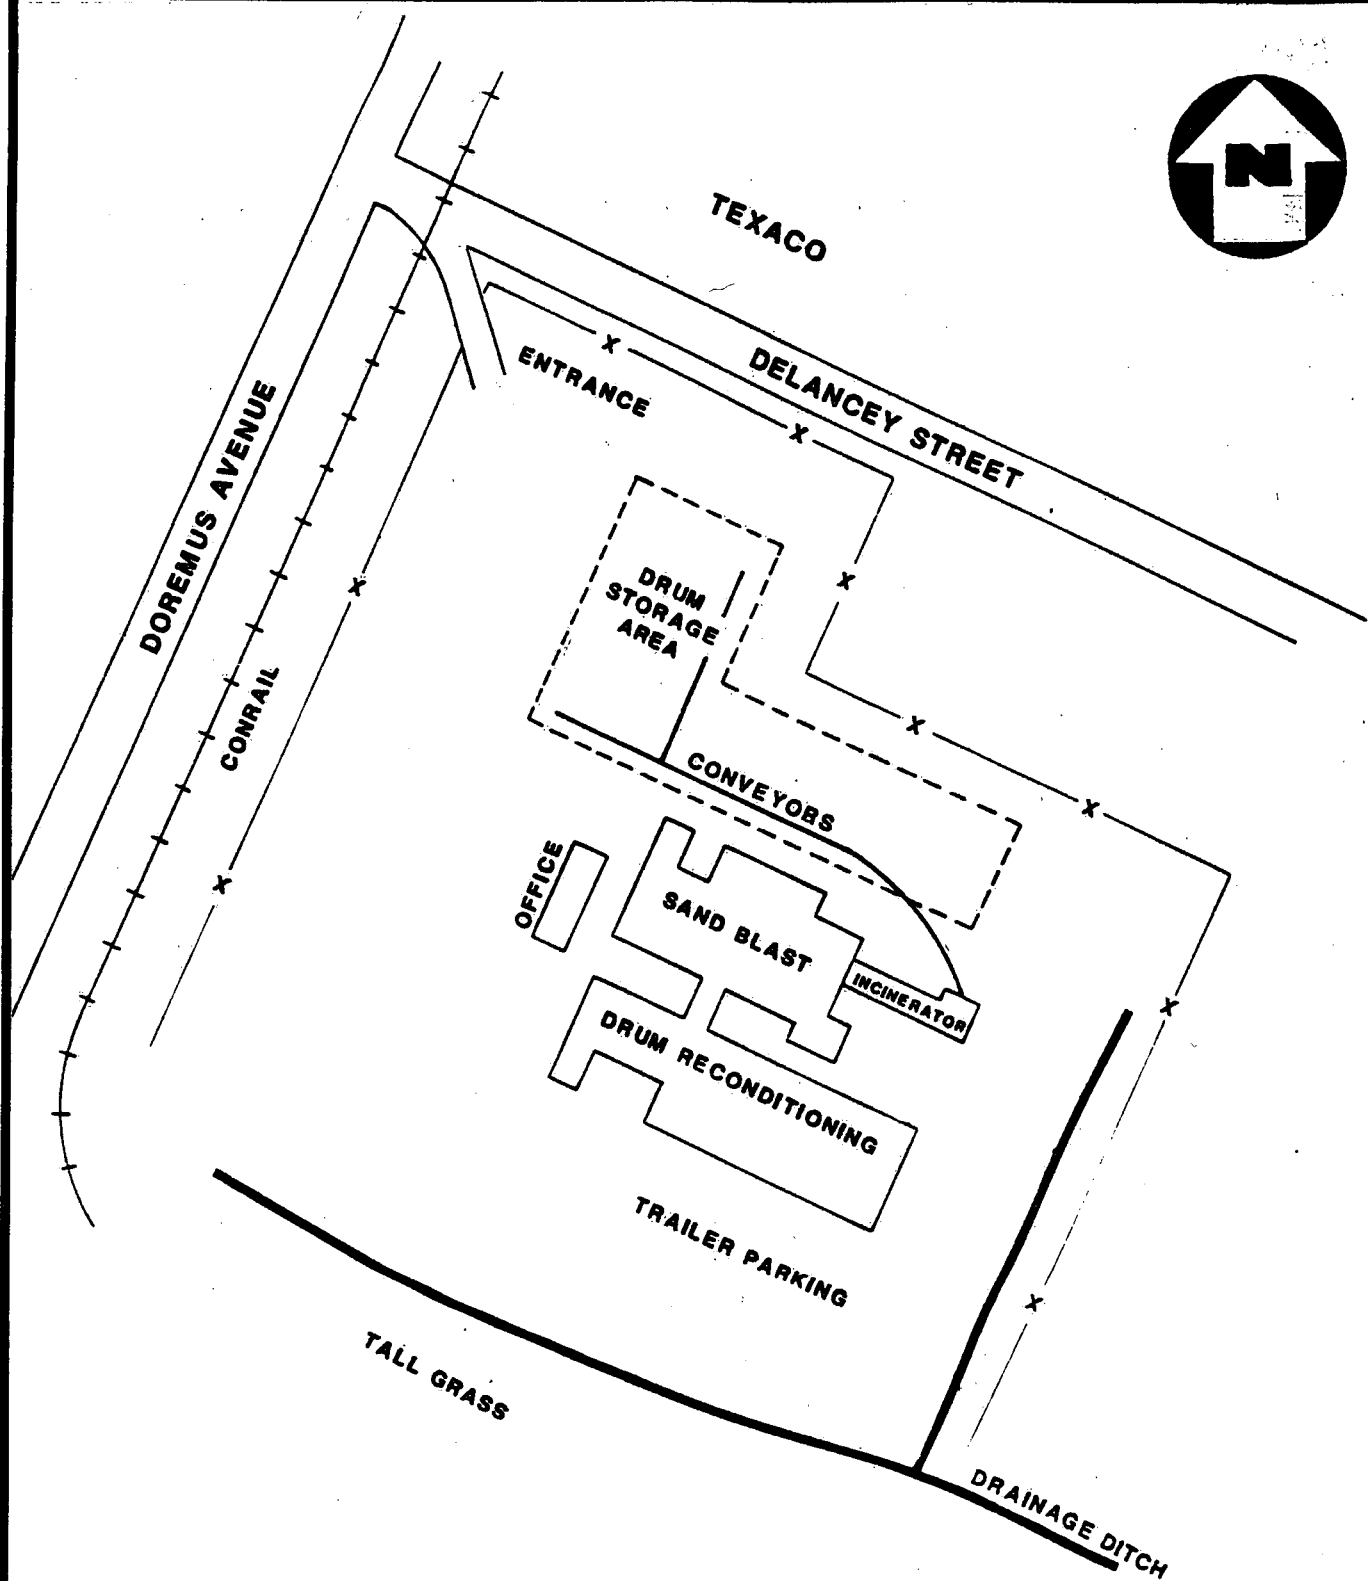 N
TEXACO
DELANCEY STREET
ENTRANCE
DOREMUS AVENUE
CONRAIL
DRUM
STORAGE
AREA
CONVEYORS
OFFICE
SAND BLAST
INCINERATOR
DRUM RECONDITIONING
TRAILER PARKING
TALL GRASS
DRAINAGE DITCH